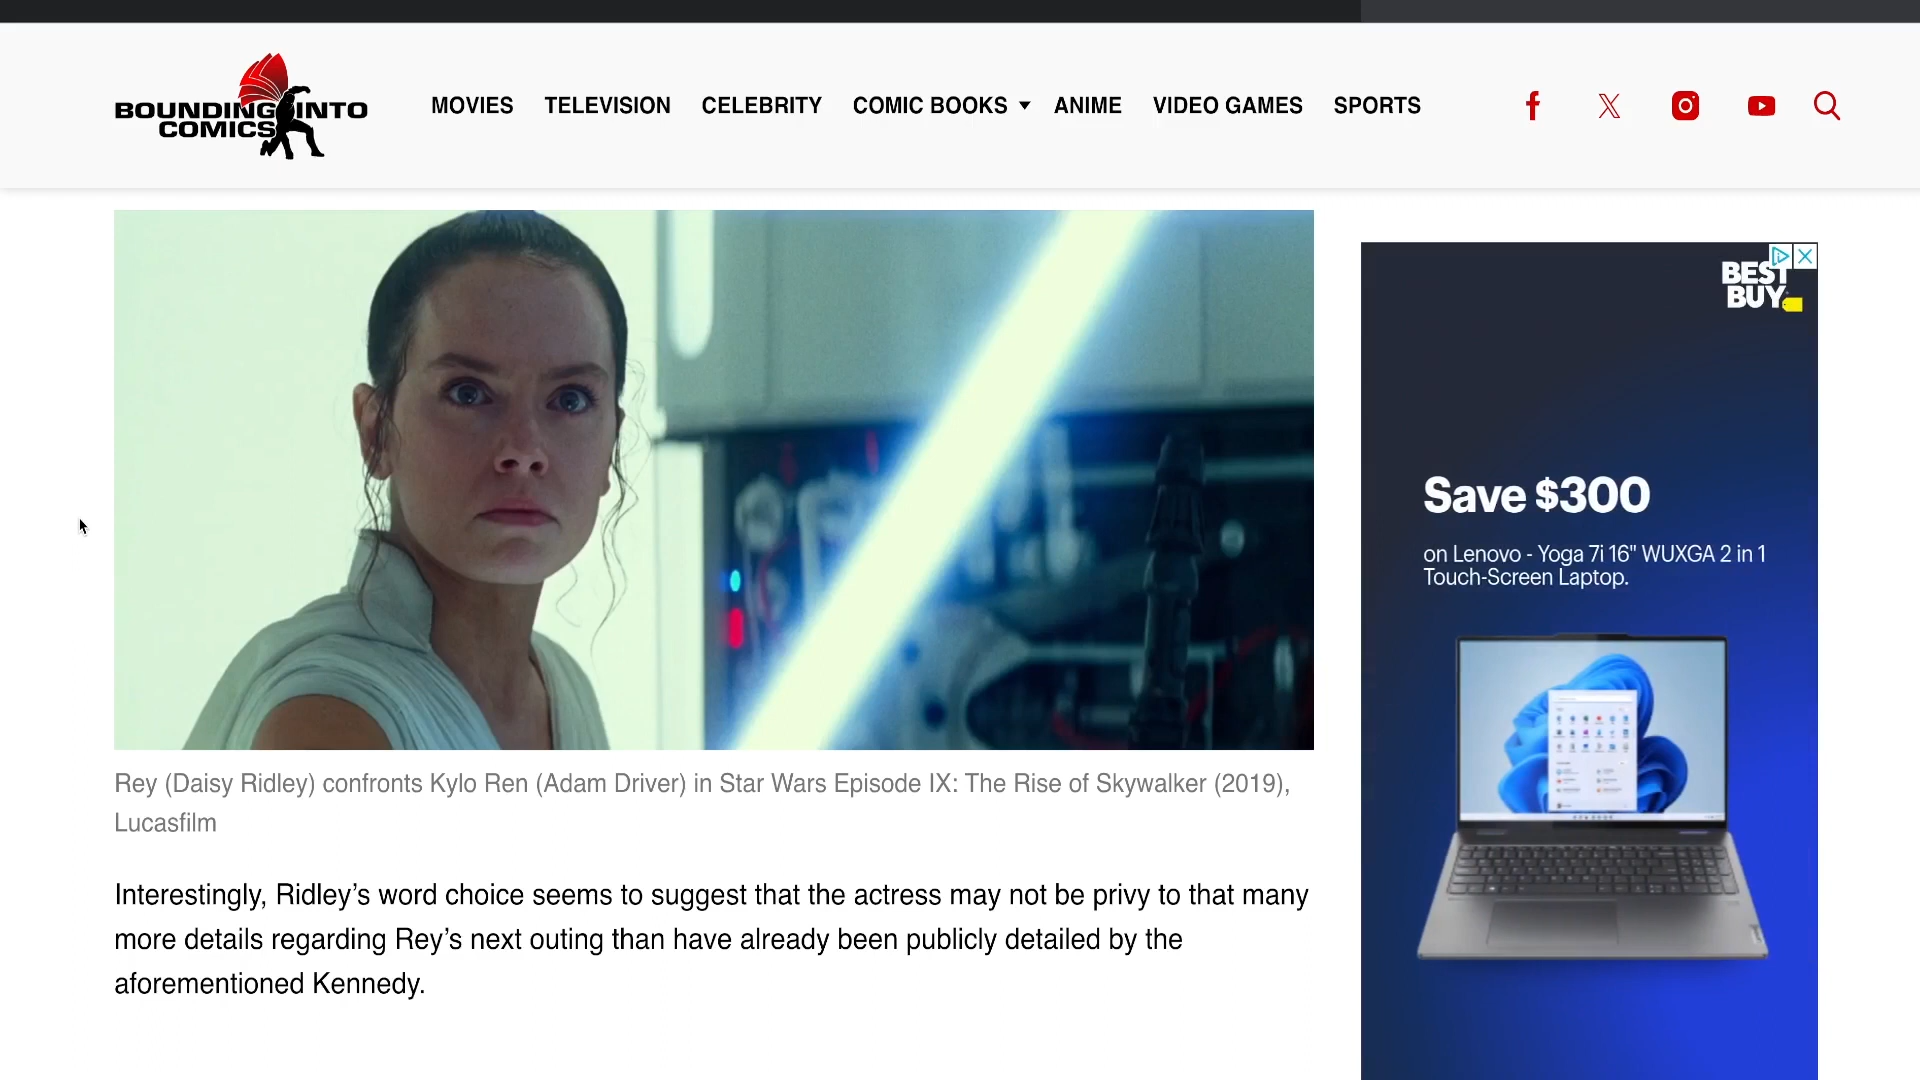 BOUNDING INTO
COMICS
MOVIES TELEVISION CELEBRITY COMIC BOOKS ANIME VIDEO GAMES SPORTS
BEST
BUY
Save $300
on Lenovo - Yoga 7i 16" WUXGA 2 in 1
Touch-Screen Laptop.
Rey (Daisy Ridley) confronts Kylo Ren (Adam Driver) in Star Wars Episode IX: The Rise of Skywalker (2019),
Lucasfilm
Interestingly, Ridley’s word choice seems to suggest that the actress may not be privy to that many
more details regarding Rey’s next outing than have already been publicly detailed by the
aforementioned Kennedy.